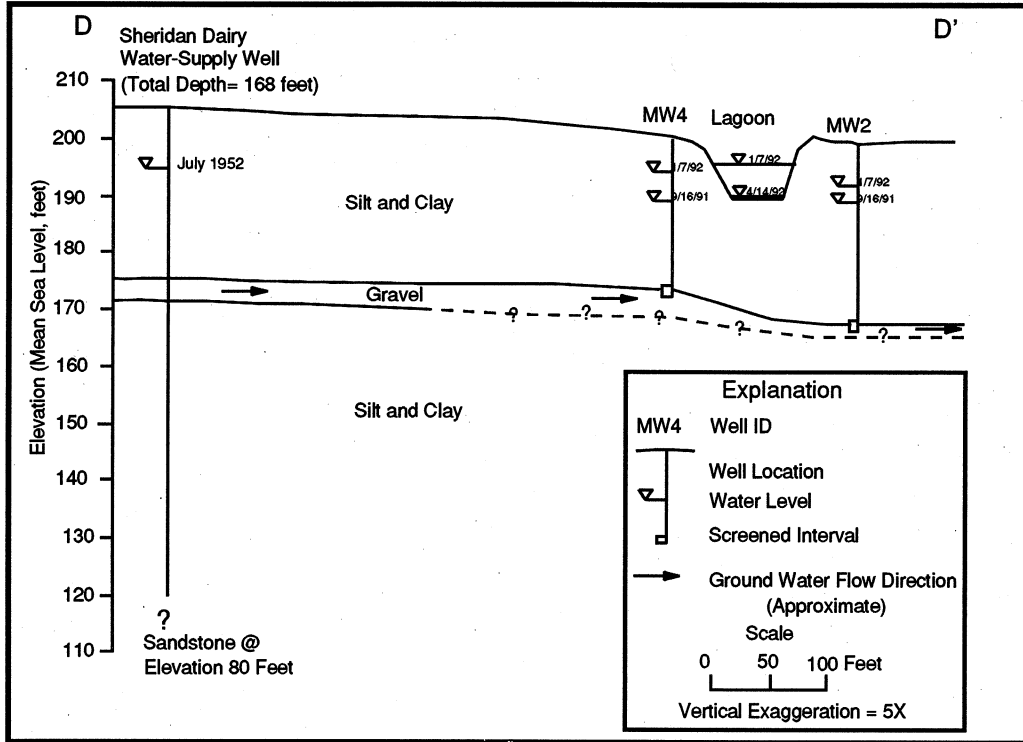 D
D'
Sheridan Dairy
Water-Supply Well
(Total Depth= 168 feet)
210
200
190
180
170
160
150
140
130
120
110
Elevation (Mean Sea Level, feet)
July 1952
MW4
Lagoon
MW2
1/7/92
9/16/91
1/7/92
4/14/92
1/7/92
9/16/91
Silt and Clay
Gravel
? ? ? ? ?
Silt and Clay
?
Sandstone @
Elevation 80 Feet
Explanation
MW4 Well ID
Well Location
Water Level
Screened Interval
Ground Water Flow Direction
(Approximate)
Scale
0 50 100 Feet
Vertical Exaggeration = 5X